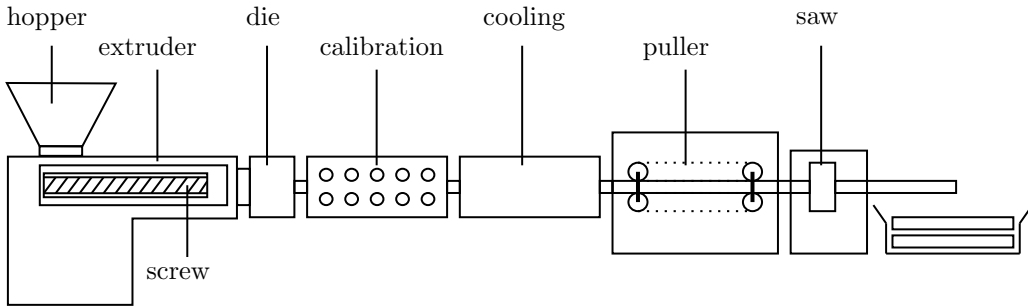 hopper
die
cooling
saw
extruder
calibration
puller
screw